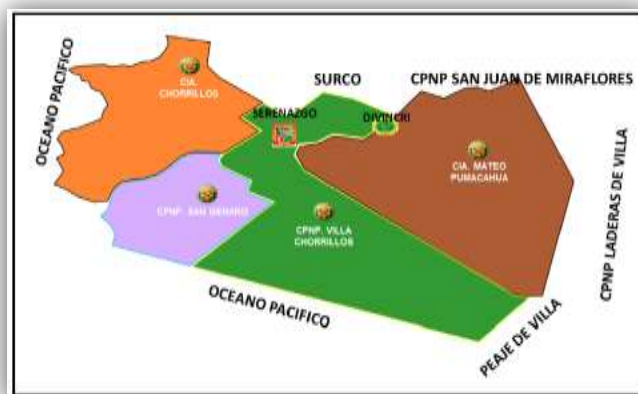 OCEANO PACIFICO
CIA.
CHORRILLOS
SURCO
CPNP SAN JUAN DE MIRAFLORES
SERENAZGO
DIVINCRI
CIA. MATEO
PUMACAHUA
CPNP. SAN GENARO
CPNP. VILLA
CHORRILLOS
CPNP LADERAS DE VILLA
OCEANO PACIFICO
PEAJE DE VILLA